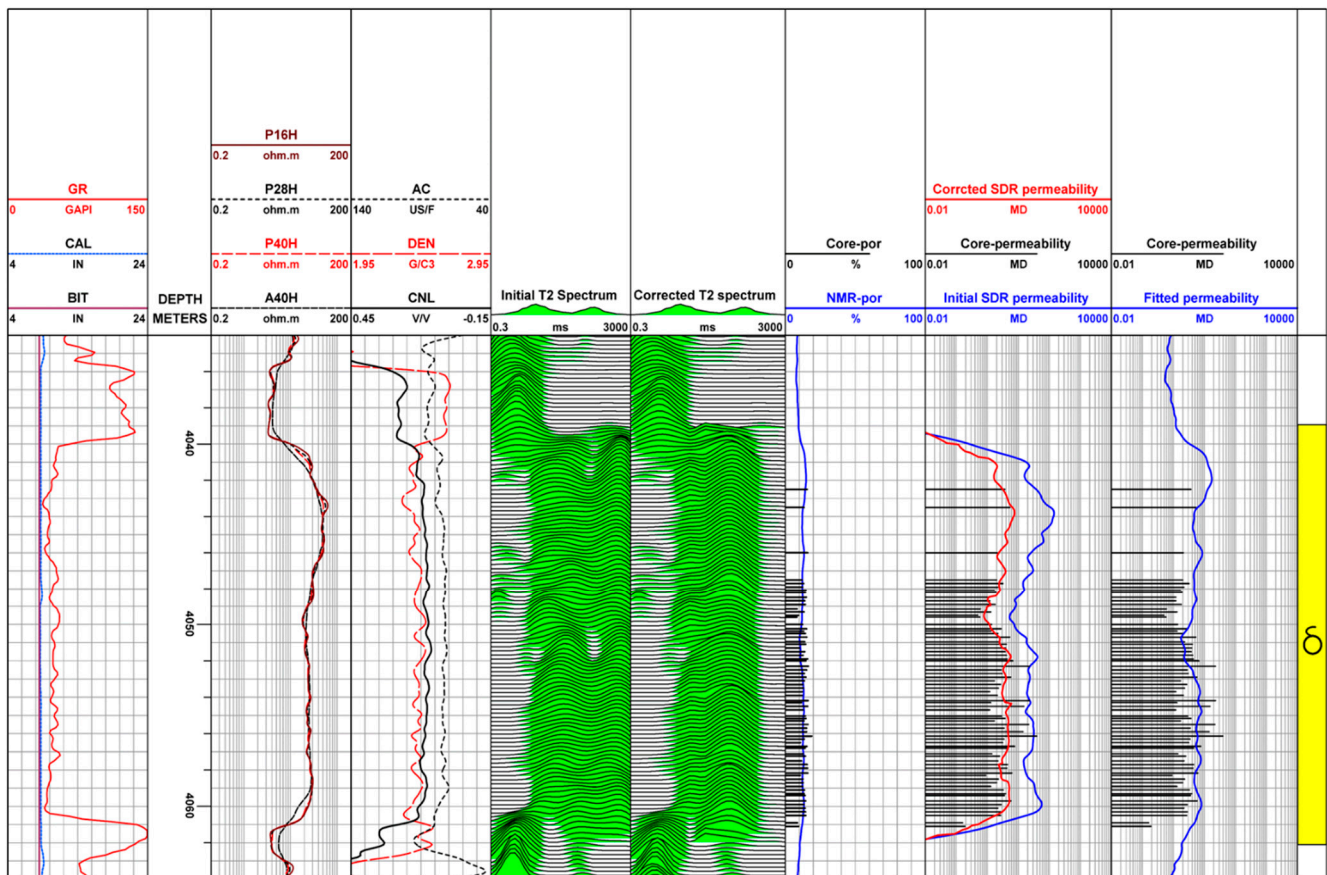 P16H
0.2 ohm.m 200
GR
0 GAPI 150
P28H
0.2 ohm.m 200
AC
140 US/F 40
Corrcted SDR permeability
0.01 MD 10000
CAL
4 IN 24
P40H
0.2 ohm.m 200
DEN
1.95 G/C3 2.95
Core-por
0 % 100
Core-permeability
0.01 MD 10000
Core-permeability
0.01 MD 10000
BIT
4 IN 24
DEPTH
METERS
A40H
0.2 ohm.m 200
CNL
0.45 V/V -0.15
Initial T2 Spectrum
0.3 ms 3000
Corrected T2 spectrum
0.3 ms 3000
NMR-por
0 % 100
Initial SDR permeability
0.01 MD 10000
Fitted permeability
0.01 MD 10000
4040
4050
4060
δ